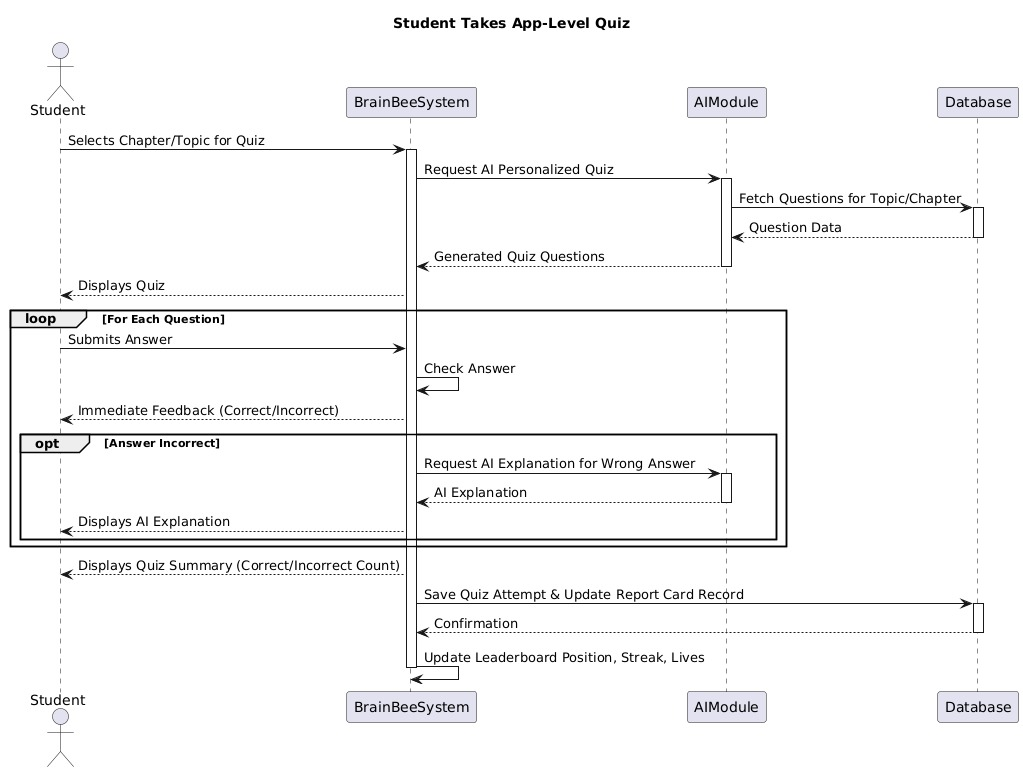 Student Takes App-Level Quiz
Student
BrainBeeSystem
AIModule
Database
Selects Chapter/Topic for Quiz
Request AI Personalized Quiz
Fetch Questions for Topic/Chapter
Question Data
Generated Quiz Questions
Displays Quiz
loop [For Each Question]
Submits Answer
Check Answer
Immediate Feedback (Correct/Incorrect)
opt [Answer Incorrect]
Request AI Explanation for Wrong Answer
AI Explanation
Displays AI Explanation
Displays Quiz Summary (Correct/Incorrect Count)
Save Quiz Attempt & Update Report Card Record
Confirmation
Update Leaderboard Position, Streak, Lives
Student
BrainBeeSystem
AIModule
Database